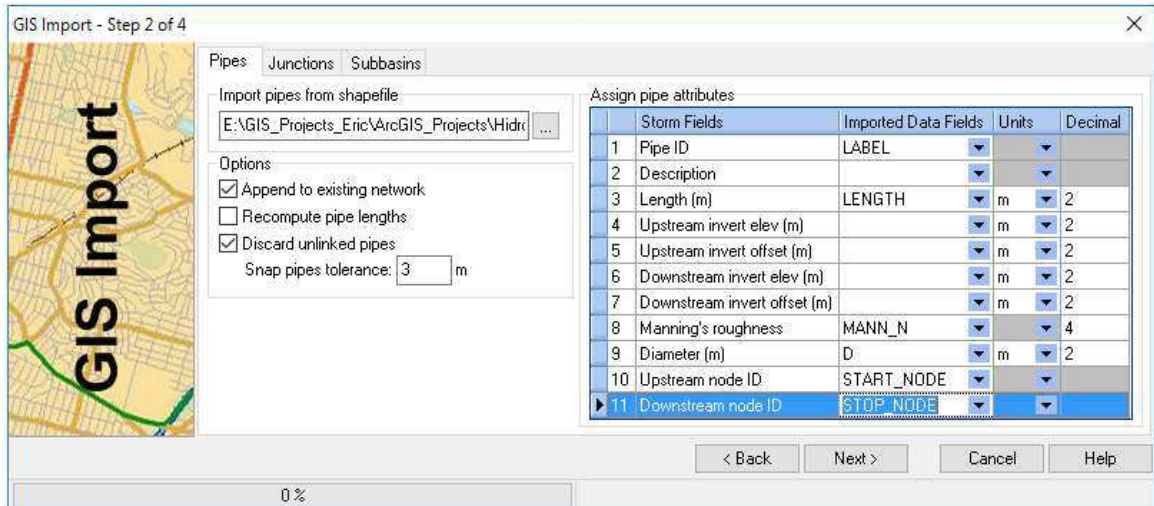 GIS Import - Step 2 of 4
GIS Import
Pipes Junctions Subbasins
Import pipes from shapefile
E:\GIS_Projects_Eric\ArcGIS_Projects\Hidro ...
Options
Append to existing network
Recompute pipe lengths
Discard unlinked pipes
Snap pipes tolerance: 3 m
Assign pipe attributes
Storm Fields Imported Data Fields Units Decimal
1 Pipe ID LABEL
2 Description
3 Length (m) LENGTH m 2
4 Upstream invert elev (m) m 2
5 Upstream invert offset (m) m 2
6 Downstream invert elev (m) m 2
7 Downstream invert offset (m) m 2
8 Manning's roughness MANN_N 4
9 Diameter (m) D m 2
10 Upstream node ID START_NODE
11 Downstream node ID STOP_NODE
< Back Next > Cancel Help
0 %